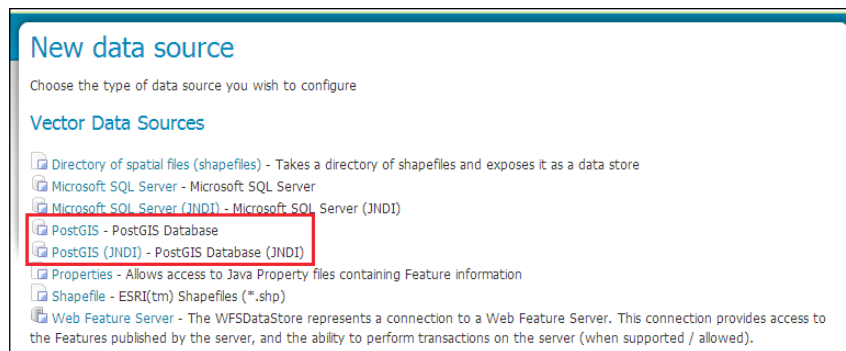 New data source
Choose the type of data source you wish to configure
Vector Data Sources
Directory of spatial files (shapefiles) - Takes a directory of shapefiles and exposes it as a data store
Microsoft SQL Server - Microsoft SQL Server
Microsoft SQL Server (JNDI) - Microsoft SQL Server (JNDI)
PostGIS - PostGIS Database
PostGIS (JNDI) - PostGIS Database (JNDI)
Properties - Allows access to Java Property files containing Feature information
Shapefile - ESRI(tm) Shapefiles (*.shp)
Web Feature Server - The WFSDataStore represents a connection to a Web Feature Server. This connection provides access to
the Features published by the server, and the ability to perform transactions on the server (when supported / allowed).